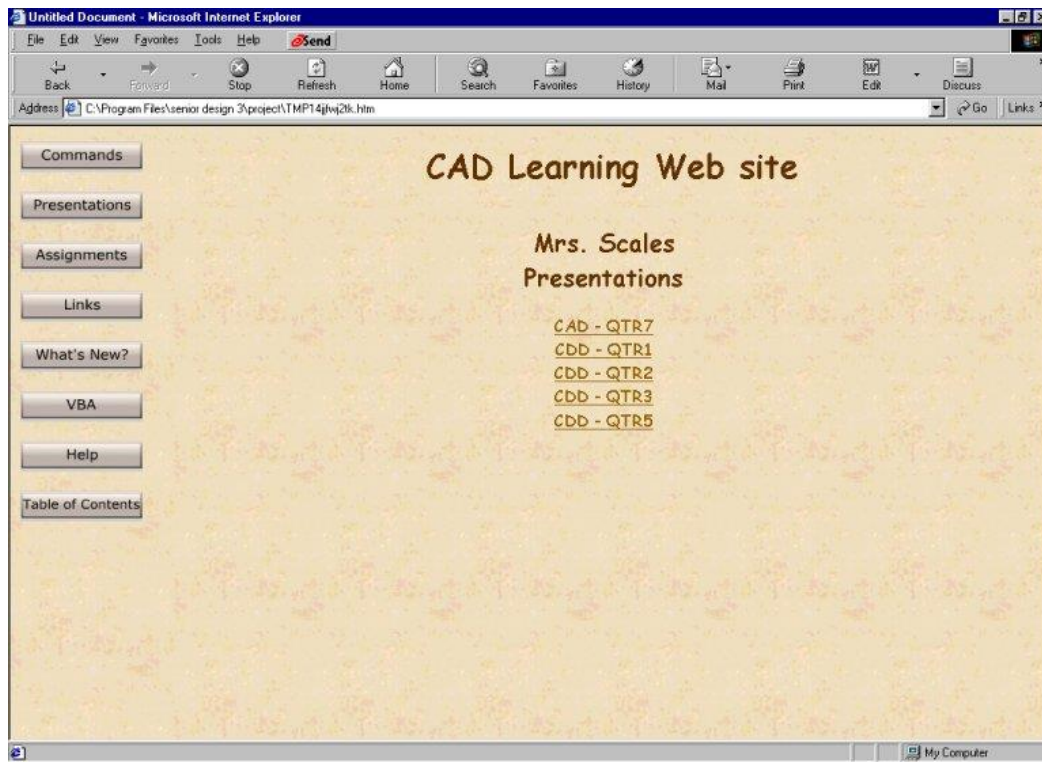 Untitled Document - Microsoft Internet Explorer
File Edit View Favorites Tools Help Send
Back Forward Stop Refresh Home Search Favorites History Mail Print Edit Discuss
Address C:\Program Files\senior design 3\project\ Go Links
Commands
Presentations
Assignments
Links
What's New?
VBA
Help
Table of Contents
CAD Learning Web site
Mrs. Scales
Presentations
CAD - QTR7
CDD - QTR1
CDD - QTR2
CDD - QTR3
CDD - QTR5
My Computer